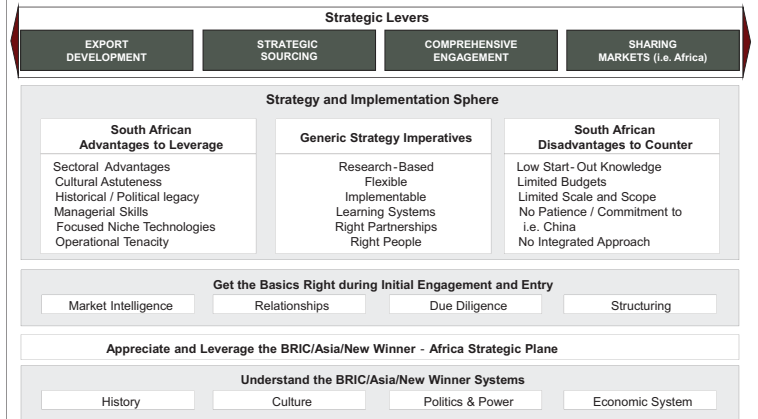 Strategic Levers
EXPORT
DEVELOPMENT
STRATEGIC
SOURCING
COMPREHENSIVE
ENGAGEMENT
SHARING
MARKETS (i.e. Africa)
Strategy and Implementation Sphere
South African
Advantages to Leverage
Sectoral Advantages
Cultural Astuteness
Historical / Political legacy
Managerial Skills
Focused Niche Technologies
Operational Tenacity
Generic Strategy Imperatives
Research-Based
Flexible
Implementable
Learning Systems
Right Partnerships
Right People
South African
Disadvantages to Counter
Low Start-Out Knowledge
Limited Budgets
Limited Scale and Scope
No Patience / Commitment to
i.e. China
No Integrated Approach
Get the Basics Right during Initial Engagement and Entry
Market Intelligence
Relationships
Due Diligence
Structuring
Appreciate and Leverage the BRIC/Asia/New Winner - Africa Strategic Plane
Understand the BRIC/Asia/New Winner Systems
History
Culture
Politics & Power
Economic System